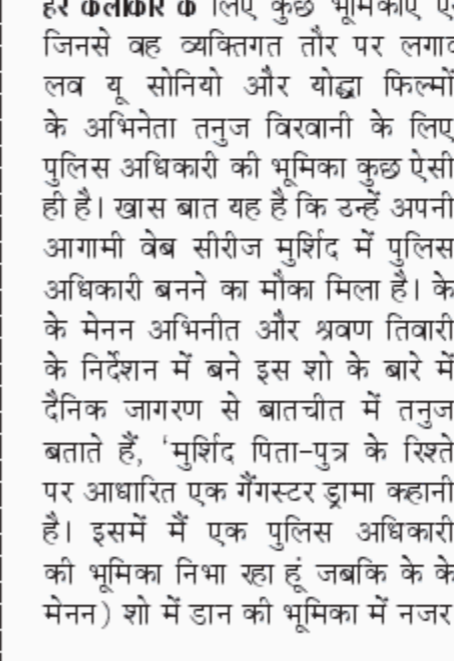 हर कलाकार के लिए कुछ भूमिकाएं
जिनसे वह व्यक्तिगत तौर पर
लव यू सोनियो और योद्धा फिल्मों
के अभिनेता तनुज विरवानी के लिए
पुलिस अधिकारी की भूमिका कुछ ऐसी
ही है। खास बात यह है कि उन्हें अपनी
आगामी वेब सीरीज मुर्शिद में पुलिस
अधिकारी बनने का मौका मिला है। के
के मेनन अभिनीत और श्रवण तिवारी
के निर्देशन में बने इस शो के बारे में
दैनिक जागरण से बातचीत में तनुज
बताते हैं, ‘मुर्शिद पिता-पुत्र के रिश्ते
पर आधारित एक गैंगस्टर ड्रामा कहानी
है। इसमें मैं एक पुलिस अधिकारी
की भूमिका निभा रहा हूं जबकि के के
मेनन) शो में डान की भूमिका में नजर